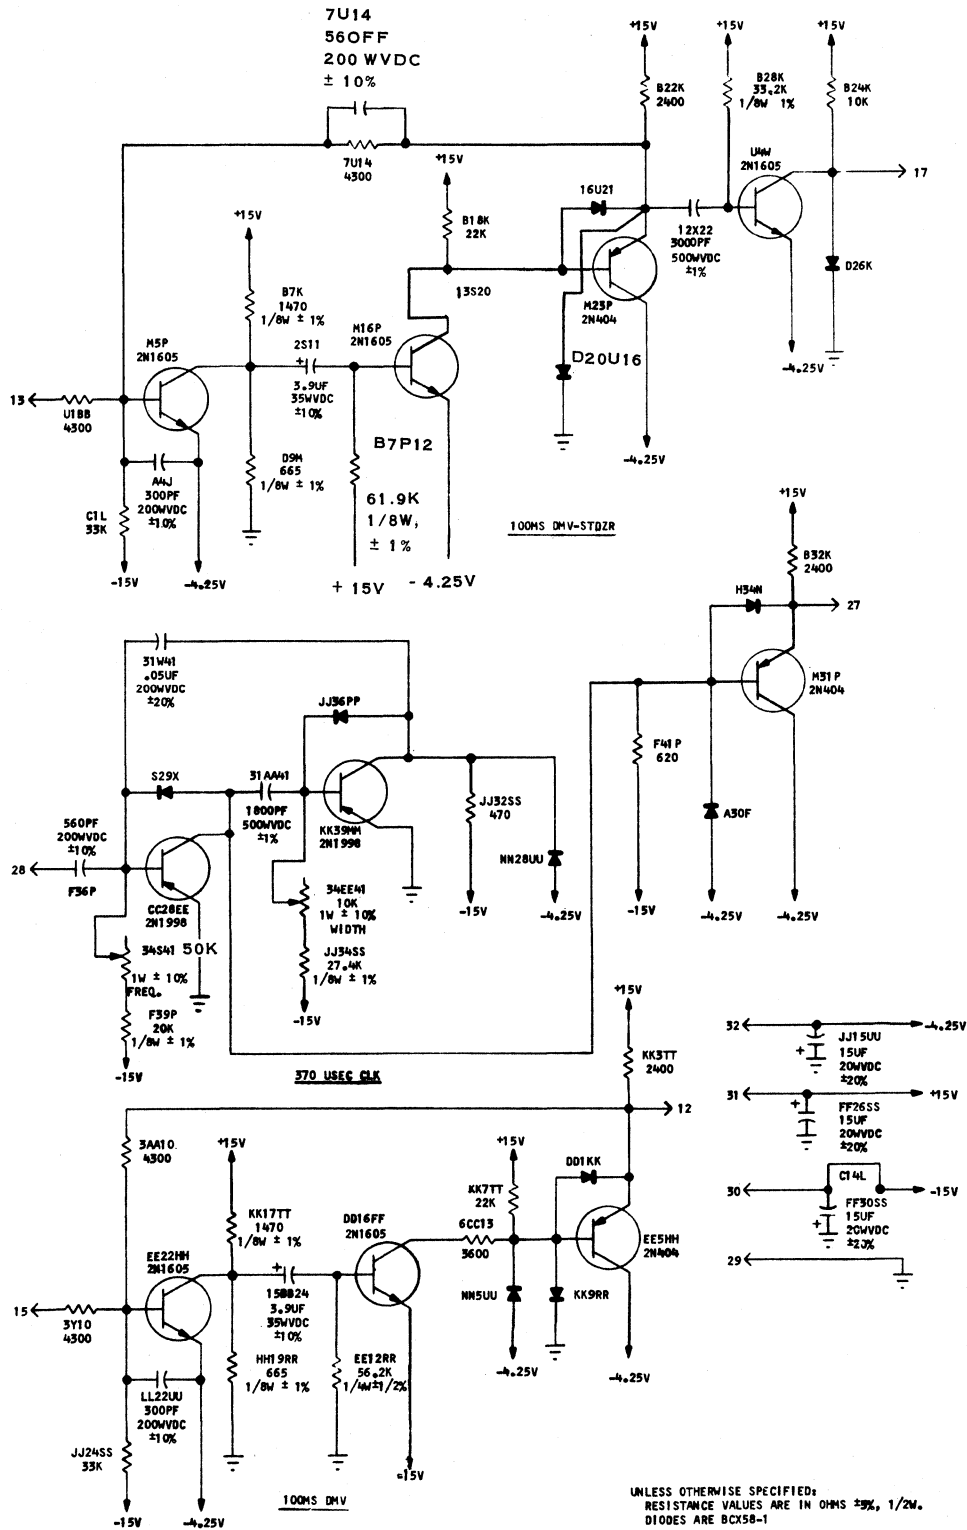 7U14
560FF
200 WVDC
± 10%
7U14
4300
+15V
B22K
2400
+15V
B28K
33.2K
1/8W 1%
+15V
B24K
10K
U4W
2N1605
17
+15V
B18K
22K
16U21
12X22
3000PF
500WVDC
±1%
D26K
-4.25V
+15V
B7K
1470
1/8W ± 1%
13S20
M23P
2N404
D20U16
-4.25V
M5P
2N1605
2S11
+
3.9UF
35WVDC
±10%
M16P
2N1605
13
U1BB
4300
B7P12
D9M
665
1/8W ± 1%
A4J
300PF
200WVDC
±10%
C1L
33K
61.9K
1/8W,
± 1%
100MS DMV-STDZR
-15V
-4.25V
+ 15V
- 4.25V
+15V
B32K
2400
H34N
27
M31P
2N404
31W41
.05UF
200WVDC
±20%
JJ36PP
F41P
620
A30F
S29X
31AA41
1800PF
500WVDC
±1%
KK39MM
2N1998
JJ32SS
470
NN28UU
560PF
200WVDC
±10%
28
F36P
CC28EE
2N1998
34EE41
10K
1W ± 10%
WIDTH
-15V
-4.25V
-15V
-4.25V
-4.25V
34S41 50K
1W ± 10%
FREQ.
JJ34SS
27.4K
1/8W ± 1%
F39P
20K
1/8W ± 1%
-15V
-15V
370 USEC CLK
+15V
KK3TT
2400
32
-4.25V
JJ15UU
+
15UF
20WVDC
±20%
31
+15V
+
FF26SS
15UF
20WVDC
±20%
C14L
30
-15V
FF30SS
+
15UF
20WVDC
±20%
29
12
3AA10
4300
+15V
KK17TT
1470
1/8W ± 1%
+15V
KK7TT
22K
DD1KK
DD16FF
2N1605
6CC13
3600
EE5HH
2N404
EE22HH
2N1605
+
15BB24
3.9UF
35WVDC
±10%
NN5UU
KK9RR
15
3Y10
4300
HH19RR
665
1/8W ± 1%
EE12RR
56.2K
1/4W±1/2%
-4.25V
-4.25V
LL22UU
300PF
200WVDC
±10%
JJ24SS
33K
-15V
-15V
-4.25V
100MS DMV
UNLESS OTHERWISE SPECIFIED:
RESISTANCE VALUES ARE IN OHMS ±5%, 1/2W.
DIODES ARE BCX58-1